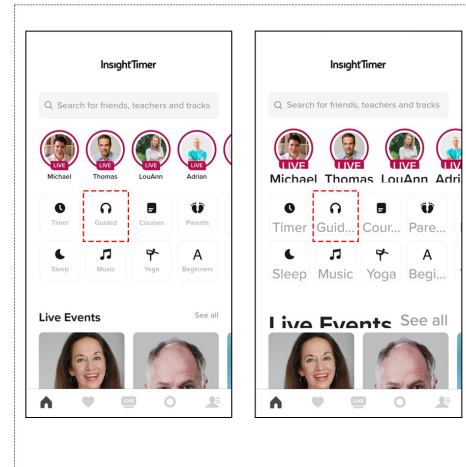 InsightTimer
Search for friends, teachers and tracks
LIVE LIVE LIVE LIVE
Michael Thomas LouAnn Adrian
Timer Guided Courses Parents
Sleep Music Yoga Beginners
Live Events See all
LIVE
InsightTimer
Search for friends, teachers and tracks
LIVE LIVE LIVE LIV
Michael Thomas LouAnn Adri
Timer Guid... Cour... Pare...
Sleep Music Yoga Begi...
Live Events See all
LIVE